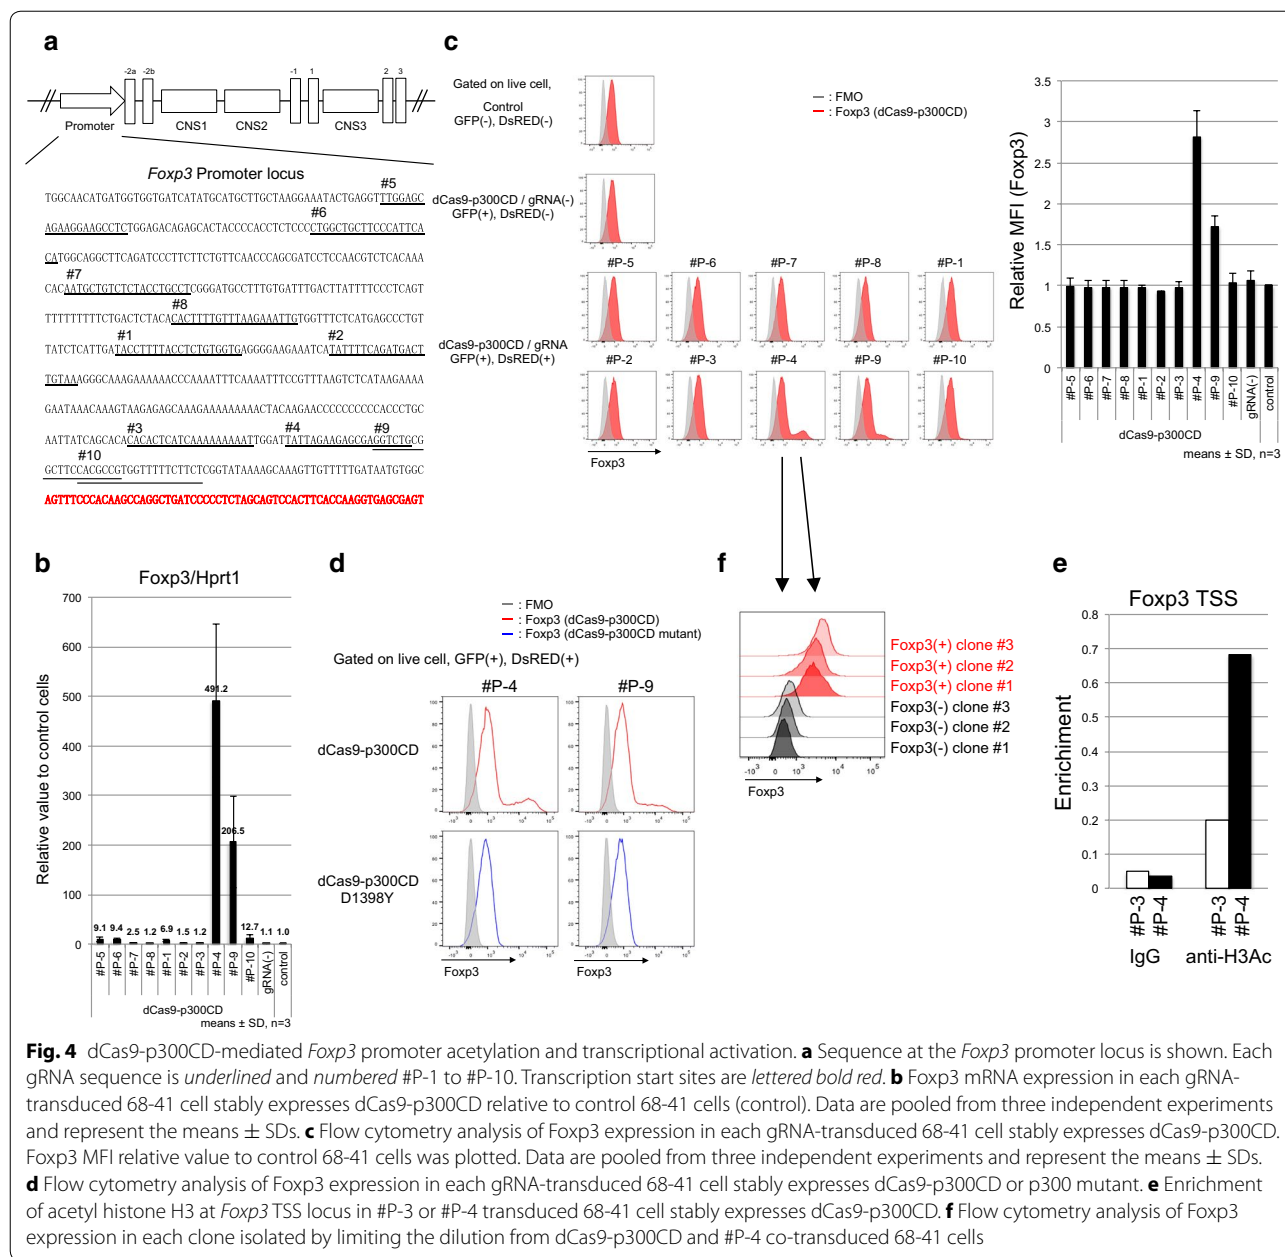 a
-2a -2b -1 1 2 3
Promoter CNS1 CNS2 CNS3
Foxp3 Promoter locus
#5
TGGCAACATGATGGTGGTGATCATATGCATGCTTGCTAAGGAAATACTGAGGTTTGGAGC
#6
AGAAGGAAGCCTCTGGAGACAGAGCACTACCCCACCTCTCCCCTGGCTGCTTCCCATTCA
CATGGCAGGCTTCAGATCCCTTCTTCTGTTCAACCCAGCGATCCTCCAACGTCTCACAAA
#7
CACAATGCTGTCTCTACCTGCCTCGGGATGCCTTTGTGATTTGACTTATTTTCCCTCAGT
#8
TTTTTTTTTTCTGACTCTACACACTTTTGTTTAAGAAATTGTGGTTTCTCATGAGCCCTGT
#1 #2
TATCTCATTGATACCTTTTACCTCTGTGGTGAGGGGAAGAAATCATATTTTCAGATGACT
TGTAAAGGGCAAAGAAAAAACCCAAAATTTCAAAATTTCCGTTTAAGTCTCATAAGAAAA
GAATAAACAAAGTAAGAGAGCAAAGAAAAAAAAAACTACAAGAACCCCCCCCCCACCCTGC
#3 #4 #9
AATTATCAGCACACACACTCATCAAAAAAAAATTGGATTATTAGAAGAGCGAGGTCTGCG
#10
GCTTCCACGCCGTGGTTTTTCTTCTCGGTATAAAAGCAAAGTTGTTTTTGATAATGTGGC
AGTTTCCCACAAGCCAGGCTGATCCCCCCTCTAGCAGTCCACTTCACCAAGGTGAGCGAGT
b
Foxp3/Hprt1
Relative value to control cells
700
600
500
400
300
200
100
0
9.1 9.4 2.5 1.2 6.9 1.5 1.2 491.2 206.5 12.7 1.1 1.0
#P-5 #P-6 #P-7 #P-8 #P-1 #P-2 #P-3 #P-4 #P-9 #P-10 gRNA(-) control
dCas9-p300CD
means ± SD, n=3
c
Gated on live cell,
Control
GFP(-), DsRED(-)
: FMO
: Foxp3 (dCas9-p300CD)
dCas9-p300CD / gRNA(-)
GFP(+), DsRED(-)
#P-5 #P-6 #P-7 #P-8 #P-1
dCas9-p300CD / gRNA
GFP(+), DsRED(+)
#P-2 #P-3 #P-4 #P-9 #P-10
Foxp3
Relative MFI (Foxp3)
3.5
3
2.5
2
1.5
1
0.5
0
#P-5 #P-6 #P-7 #P-8 #P-1 #P-2 #P-3 #P-4 #P-9 #P-10 gRNA(-) control
dCas9-p300CD
means ± SD, n=3
d
: FMO
: Foxp3 (dCas9-p300CD)
: Foxp3 (dCas9-p300CD mutant)
Gated on live cell, GFP(+), DsRED(+)
#P-4 #P-9
dCas9-p300CD
dCas9-p300CD
D1398Y
Foxp3 Foxp3
f
Foxp3(+) clone #3
Foxp3(+) clone #2
Foxp3(+) clone #1
Foxp3(-) clone #3
Foxp3(-) clone #2
Foxp3(-) clone #1
-10³ 0 10³ 10⁴ 10⁵
Foxp3
e
Foxp3 TSS
Enrichiment
0.8
0.7
0.6
0.5
0.4
0.3
0.2
0.1
0
#P-3 #P-4 #P-3 #P-4
IgG anti-H3Ac
Fig. 4 dCas9-p300CD-mediated Foxp3 promoter acetylation and transcriptional activation. a Sequence at the Foxp3 promoter locus is shown. Each
gRNA sequence is underlined and numbered #P-1 to #P-10. Transcription start sites are lettered bold red. b Foxp3 mRNA expression in each gRNA-
transduced 68-41 cell stably expresses dCas9-p300CD relative to control 68-41 cells (control). Data are pooled from three independent experiments
and represent the means ± SDs. c Flow cytometry analysis of Foxp3 expression in each gRNA-transduced 68-41 cell stably expresses dCas9-p300CD.
Foxp3 MFI relative value to control 68-41 cells was plotted. Data are pooled from three independent experiments and represent the means ± SDs.
d Flow cytometry analysis of Foxp3 expression in each gRNA-transduced 68-41 cell stably expresses dCas9-p300CD or p300 mutant. e Enrichment
of acetyl histone H3 at Foxp3 TSS locus in #P-3 or #P-4 transduced 68-41 cell stably expresses dCas9-p300CD. f Flow cytometry analysis of Foxp3
expression in each clone isolated by limiting the dilution from dCas9-p300CD and #P-4 co-transduced 68-41 cells